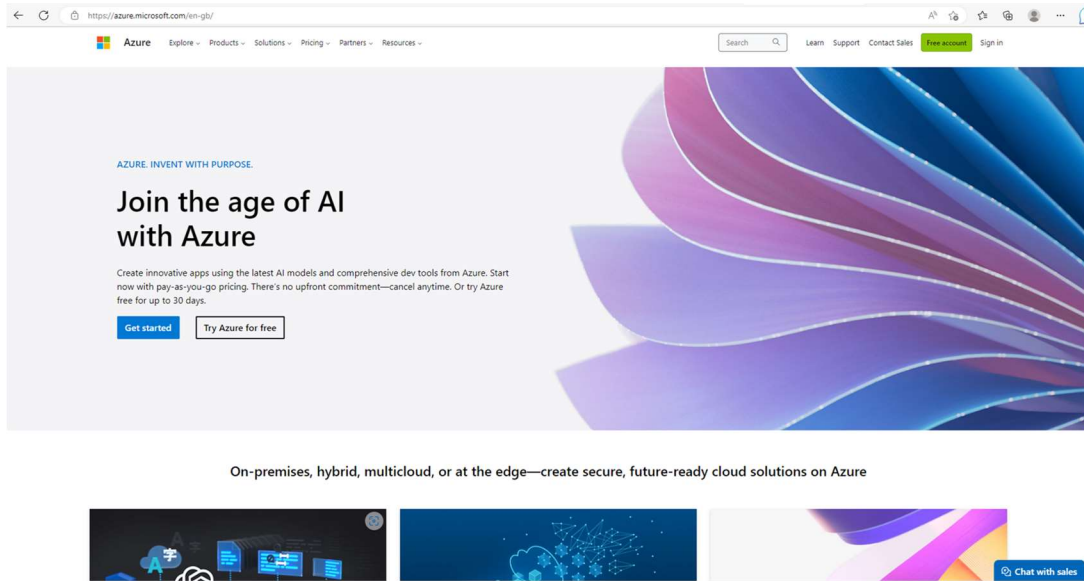 https://azure.microsoft.com/en-gb/
Azure Explore Products Solutions Pricing Partners Resources Search Learn Support Contact Sales Free account Sign in
AZURE. INVENT WITH PURPOSE.
Join the age of AI
with Azure
Create innovative apps using the latest AI models and comprehensive dev tools from Azure. Start
now with pay-as-you-go pricing. There's no upfront commitment—cancel anytime. Or try Azure
free for up to 30 days.
Get started Try Azure for free
On-premises, hybrid, multicloud, or at the edge—create secure, future-ready cloud solutions on Azure
A 字
A
Chat with sales